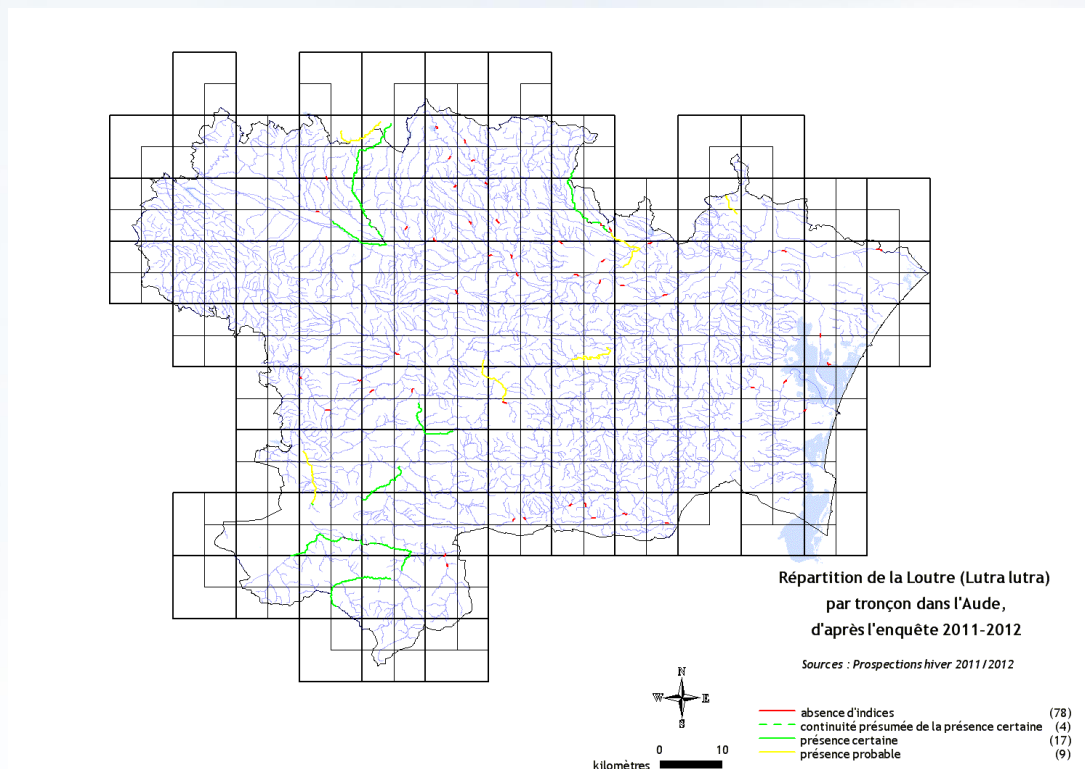 Répartition de la Loutre (Lutra lutra)
par tronçon dans l'Aude,
d'après l'enquête 2011-2012
Sources : Prospections hiver 2011/2012
N
W E
S
0 10
kilomètres
absence d'indices (78)
continuité présumée de la présence certaine (4)
présence certaine (17)
présence probable (9)